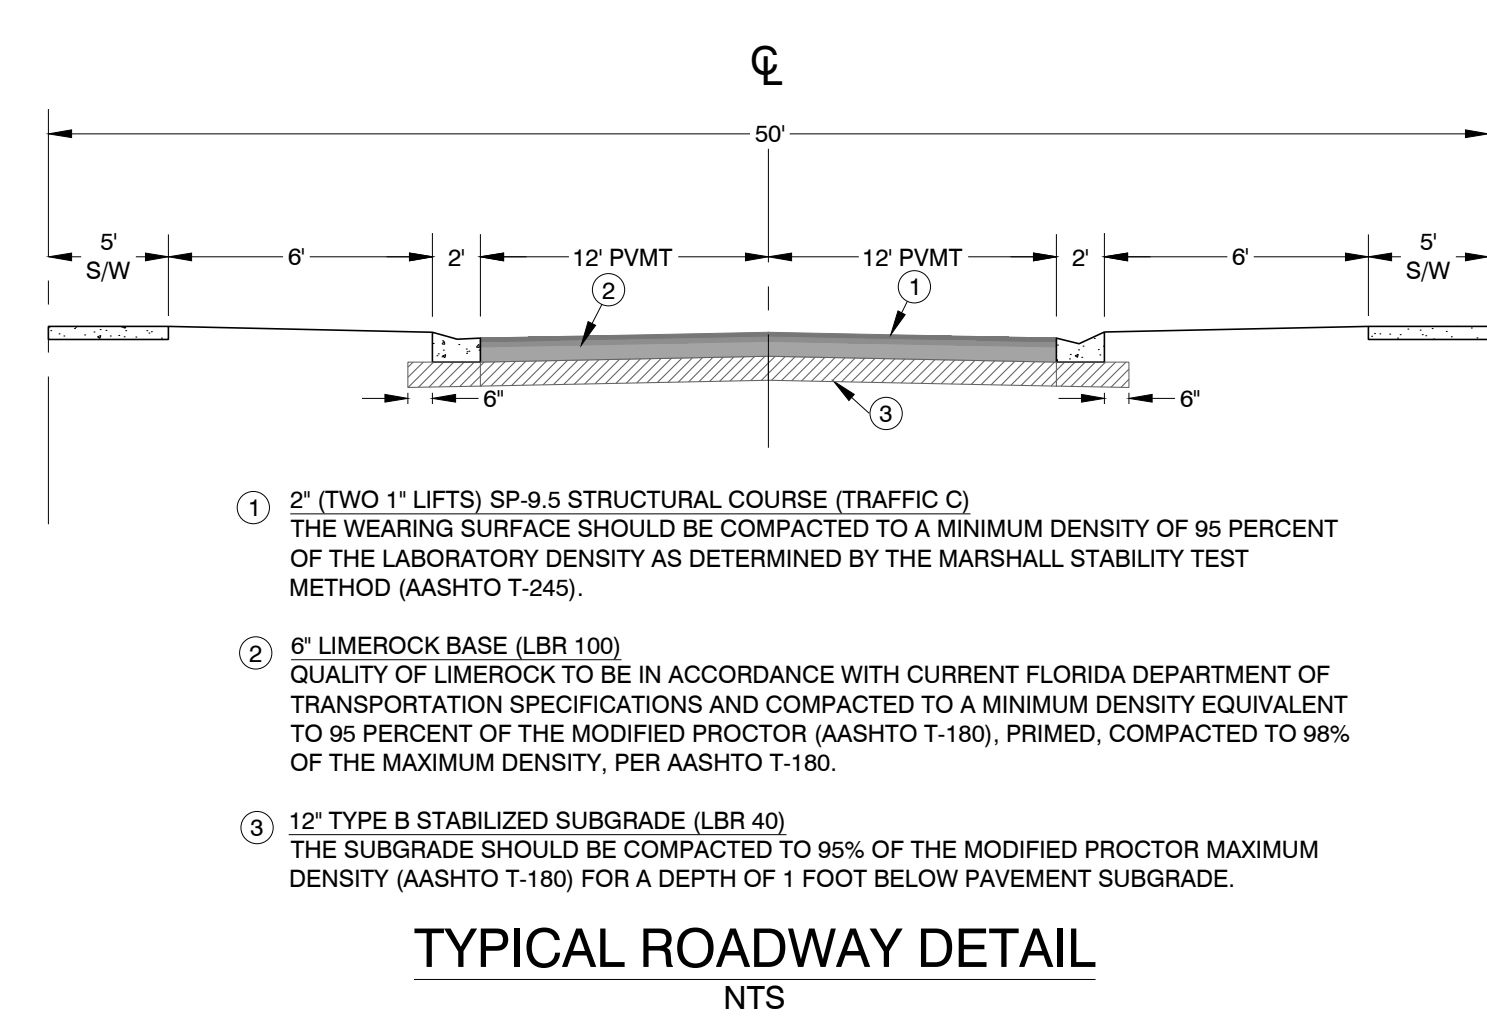 ℄
50'
5'
S/W
6'
2'
12' PVMT
12' PVMT
2'
6'
5'
S/W
2
1
6"
3
6"
1 2" (TWO 1" LIFTS) SP-9.5 STRUCTURAL COURSE (TRAFFIC C)
THE WEARING SURFACE SHOULD BE COMPACTED TO A MINIMUM DENSITY OF 95 PERCENT
OF THE LABORATORY DENSITY AS DETERMINED BY THE MARSHALL STABILITY TEST
METHOD (AASHTO T-245).
2 6" LIMEROCK BASE (LBR 100)
QUALITY OF LIMEROCK TO BE IN ACCORDANCE WITH CURRENT FLORIDA DEPARTMENT OF
TRANSPORTATION SPECIFICATIONS AND COMPACTED TO A MINIMUM DENSITY EQUIVALENT
TO 95 PERCENT OF THE MODIFIED PROCTOR (AASHTO T-180), PRIMED, COMPACTED TO 98%
OF THE MAXIMUM DENSITY, PER AASHTO T-180.
3 12" TYPE B STABILIZED SUBGRADE (LBR 40)
THE SUBGRADE SHOULD BE COMPACTED TO 95% OF THE MODIFIED PROCTOR MAXIMUM
DENSITY (AASHTO T-180) FOR A DEPTH OF 1 FOOT BELOW PAVEMENT SUBGRADE.
TYPICAL ROADWAY DETAIL
NTS